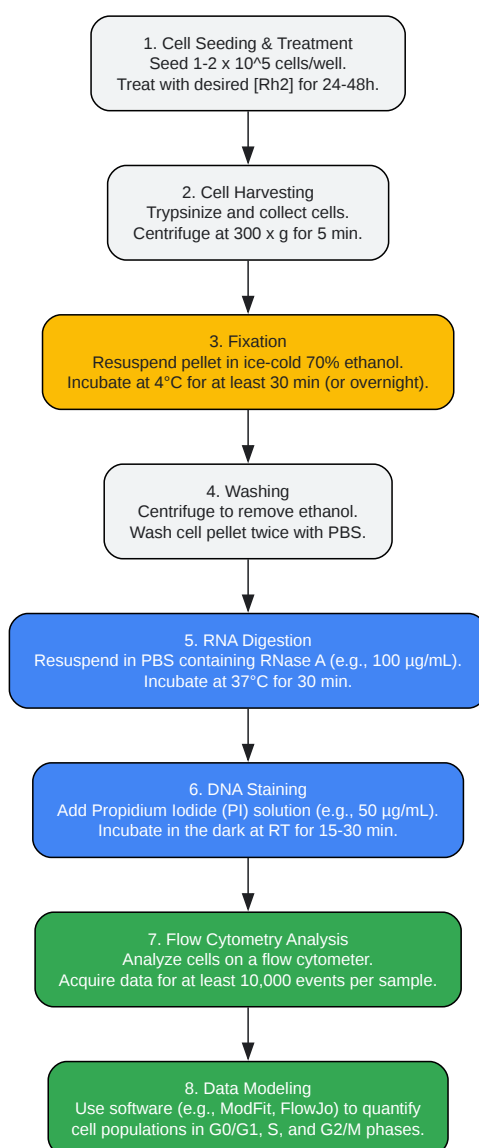 1. Cell Seeding & Treatment
Seed 1-2 x 10^5 cells/well.
Treat with desired [Rh2] for 24-48h.
2. Cell Harvesting
Trypsinize and collect cells.
Centrifuge at 300 x g for 5 min.
3. Fixation
Resuspend pellet in ice-cold 70% ethanol.
Incubate at 4°C for at least 30 min (or overnight).
4. Washing
Centrifuge to remove ethanol.
Wash cell pellet twice with PBS.
5. RNA Digestion
Resuspend in PBS containing RNase A (e.g., 100 µg/mL).
Incubate at 37°C for 30 min.
6. DNA Staining
Add Propidium Iodide (PI) solution (e.g., 50 µg/mL).
Incubate in the dark at RT for 15-30 min.
7. Flow Cytometry Analysis
Analyze cells on a flow cytometer.
Acquire data for at least 10,000 events per sample.
8. Data Modeling
Use software (e.g., ModFit, FlowJo) to quantify
cell populations in G0/G1, S, and G2/M phases.